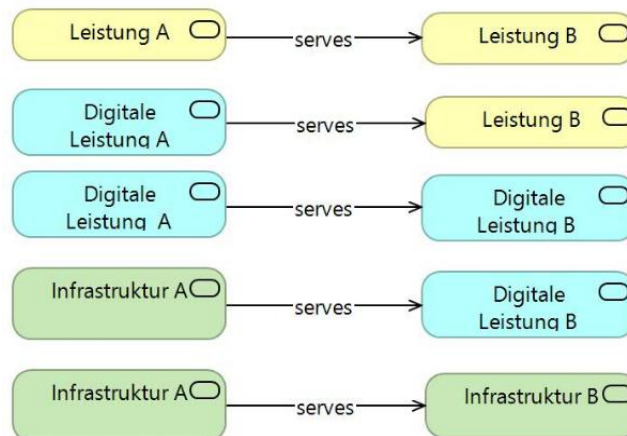 Leistung A serves Leistung B
Digitale
Leistung A serves Leistung B
Digitale Digitale
Leistung A serves Leistung B
Infrastruktur A serves Digitale
Leistung B
Infrastruktur A serves Infrastruktur B